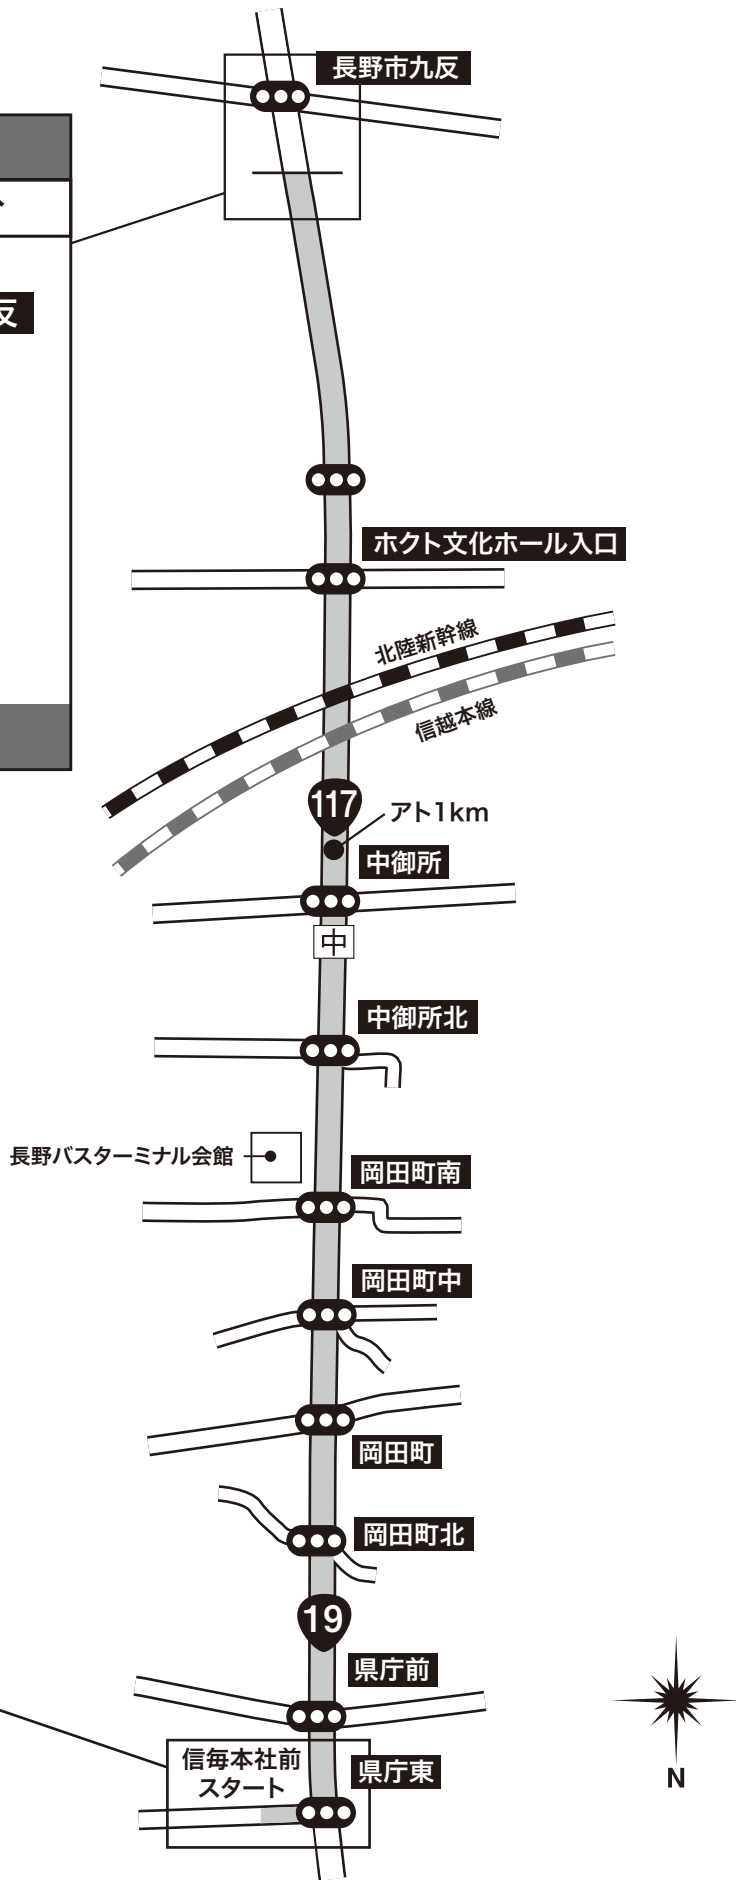 長野市九反
反
ホクト文化ホール入口
北陸新幹線
信越本線
117
アト1km
中御所
中
中御所北
長野バスターミナル会館
岡田町南
岡田町中
岡田町
岡田町北
19
県庁前
信毎本社前
スタート
県庁東
N